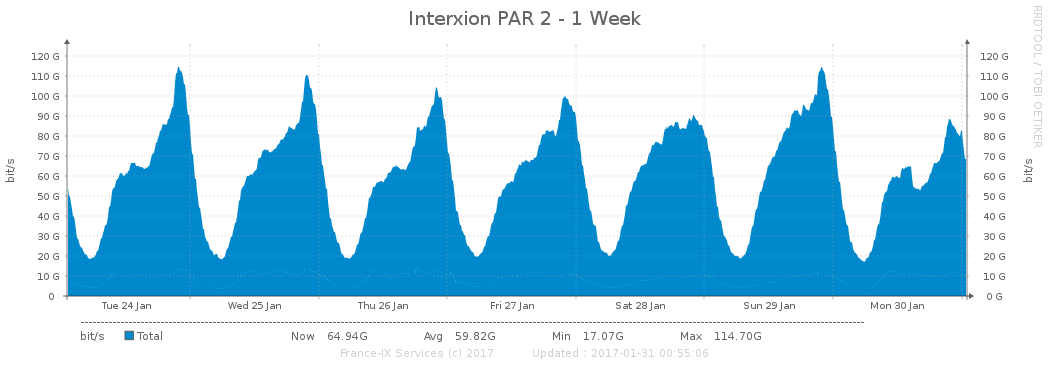 Interxion PAR 2 - 1 Week
RRDTOOL / TOBI OETIKER
bit/s
120 G
110 G
100 G
90 G
80 G
70 G
60 G
50 G
40 G
30 G
20 G
10 G
0
120 G
110 G
100 G
90 G
80 G
70 G
60 G
50 G
40 G
30 G
20 G
10 G
0 G
bit/s
Tue 24 Jan Wed 25 Jan Thu 26 Jan Fri 27 Jan Sat 28 Jan Sun 29 Jan Mon 30 Jan
bit/s Total Now 64.94G Avg 59.82G Min 17.07G Max 114.70G
France-IX Services (c) 2017 Updated : 2017-01-31 00:55:06